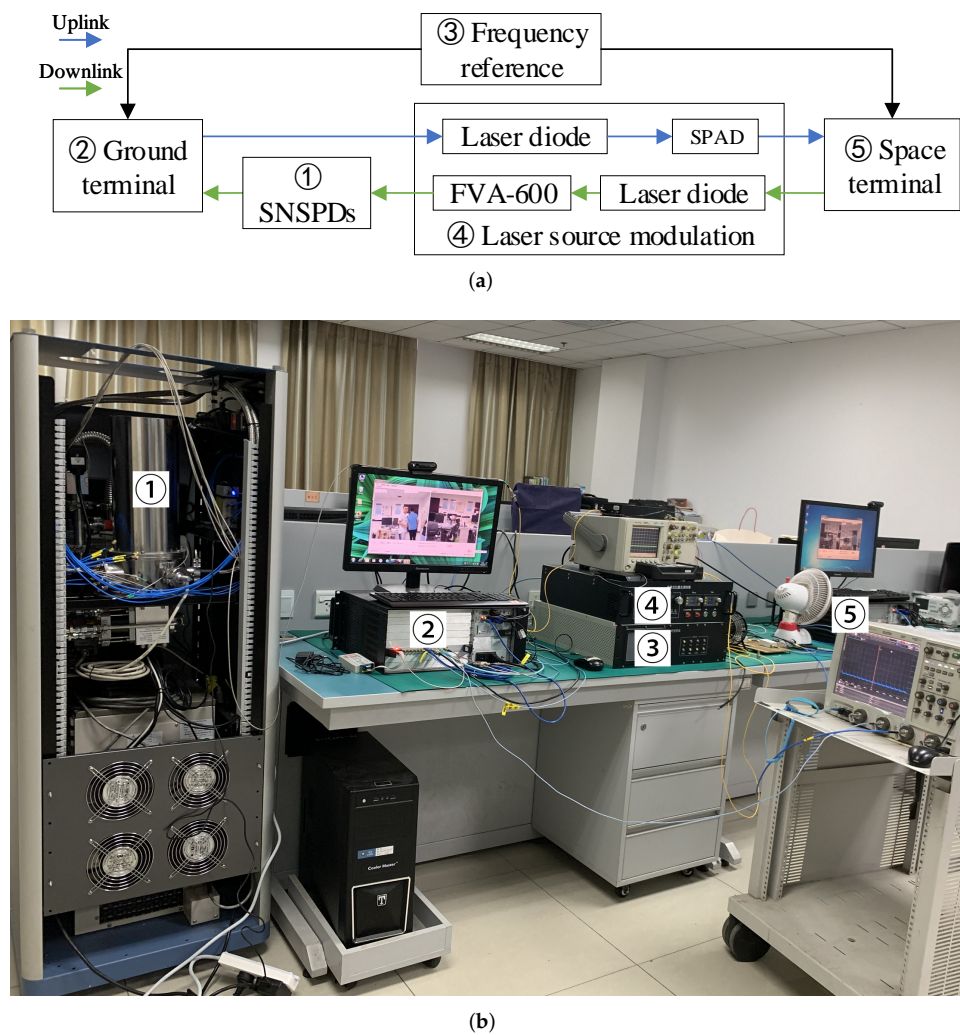 Uplink
Downlink
③ Frequency
reference
② Ground
terminal
Laser diode
SPAD
⑤ Space
terminal
①
SNSPDs
FVA-600
Laser diode
④ Laser source modulation
(a)
①
②
④
③
⑤
Cooler Master
(b)